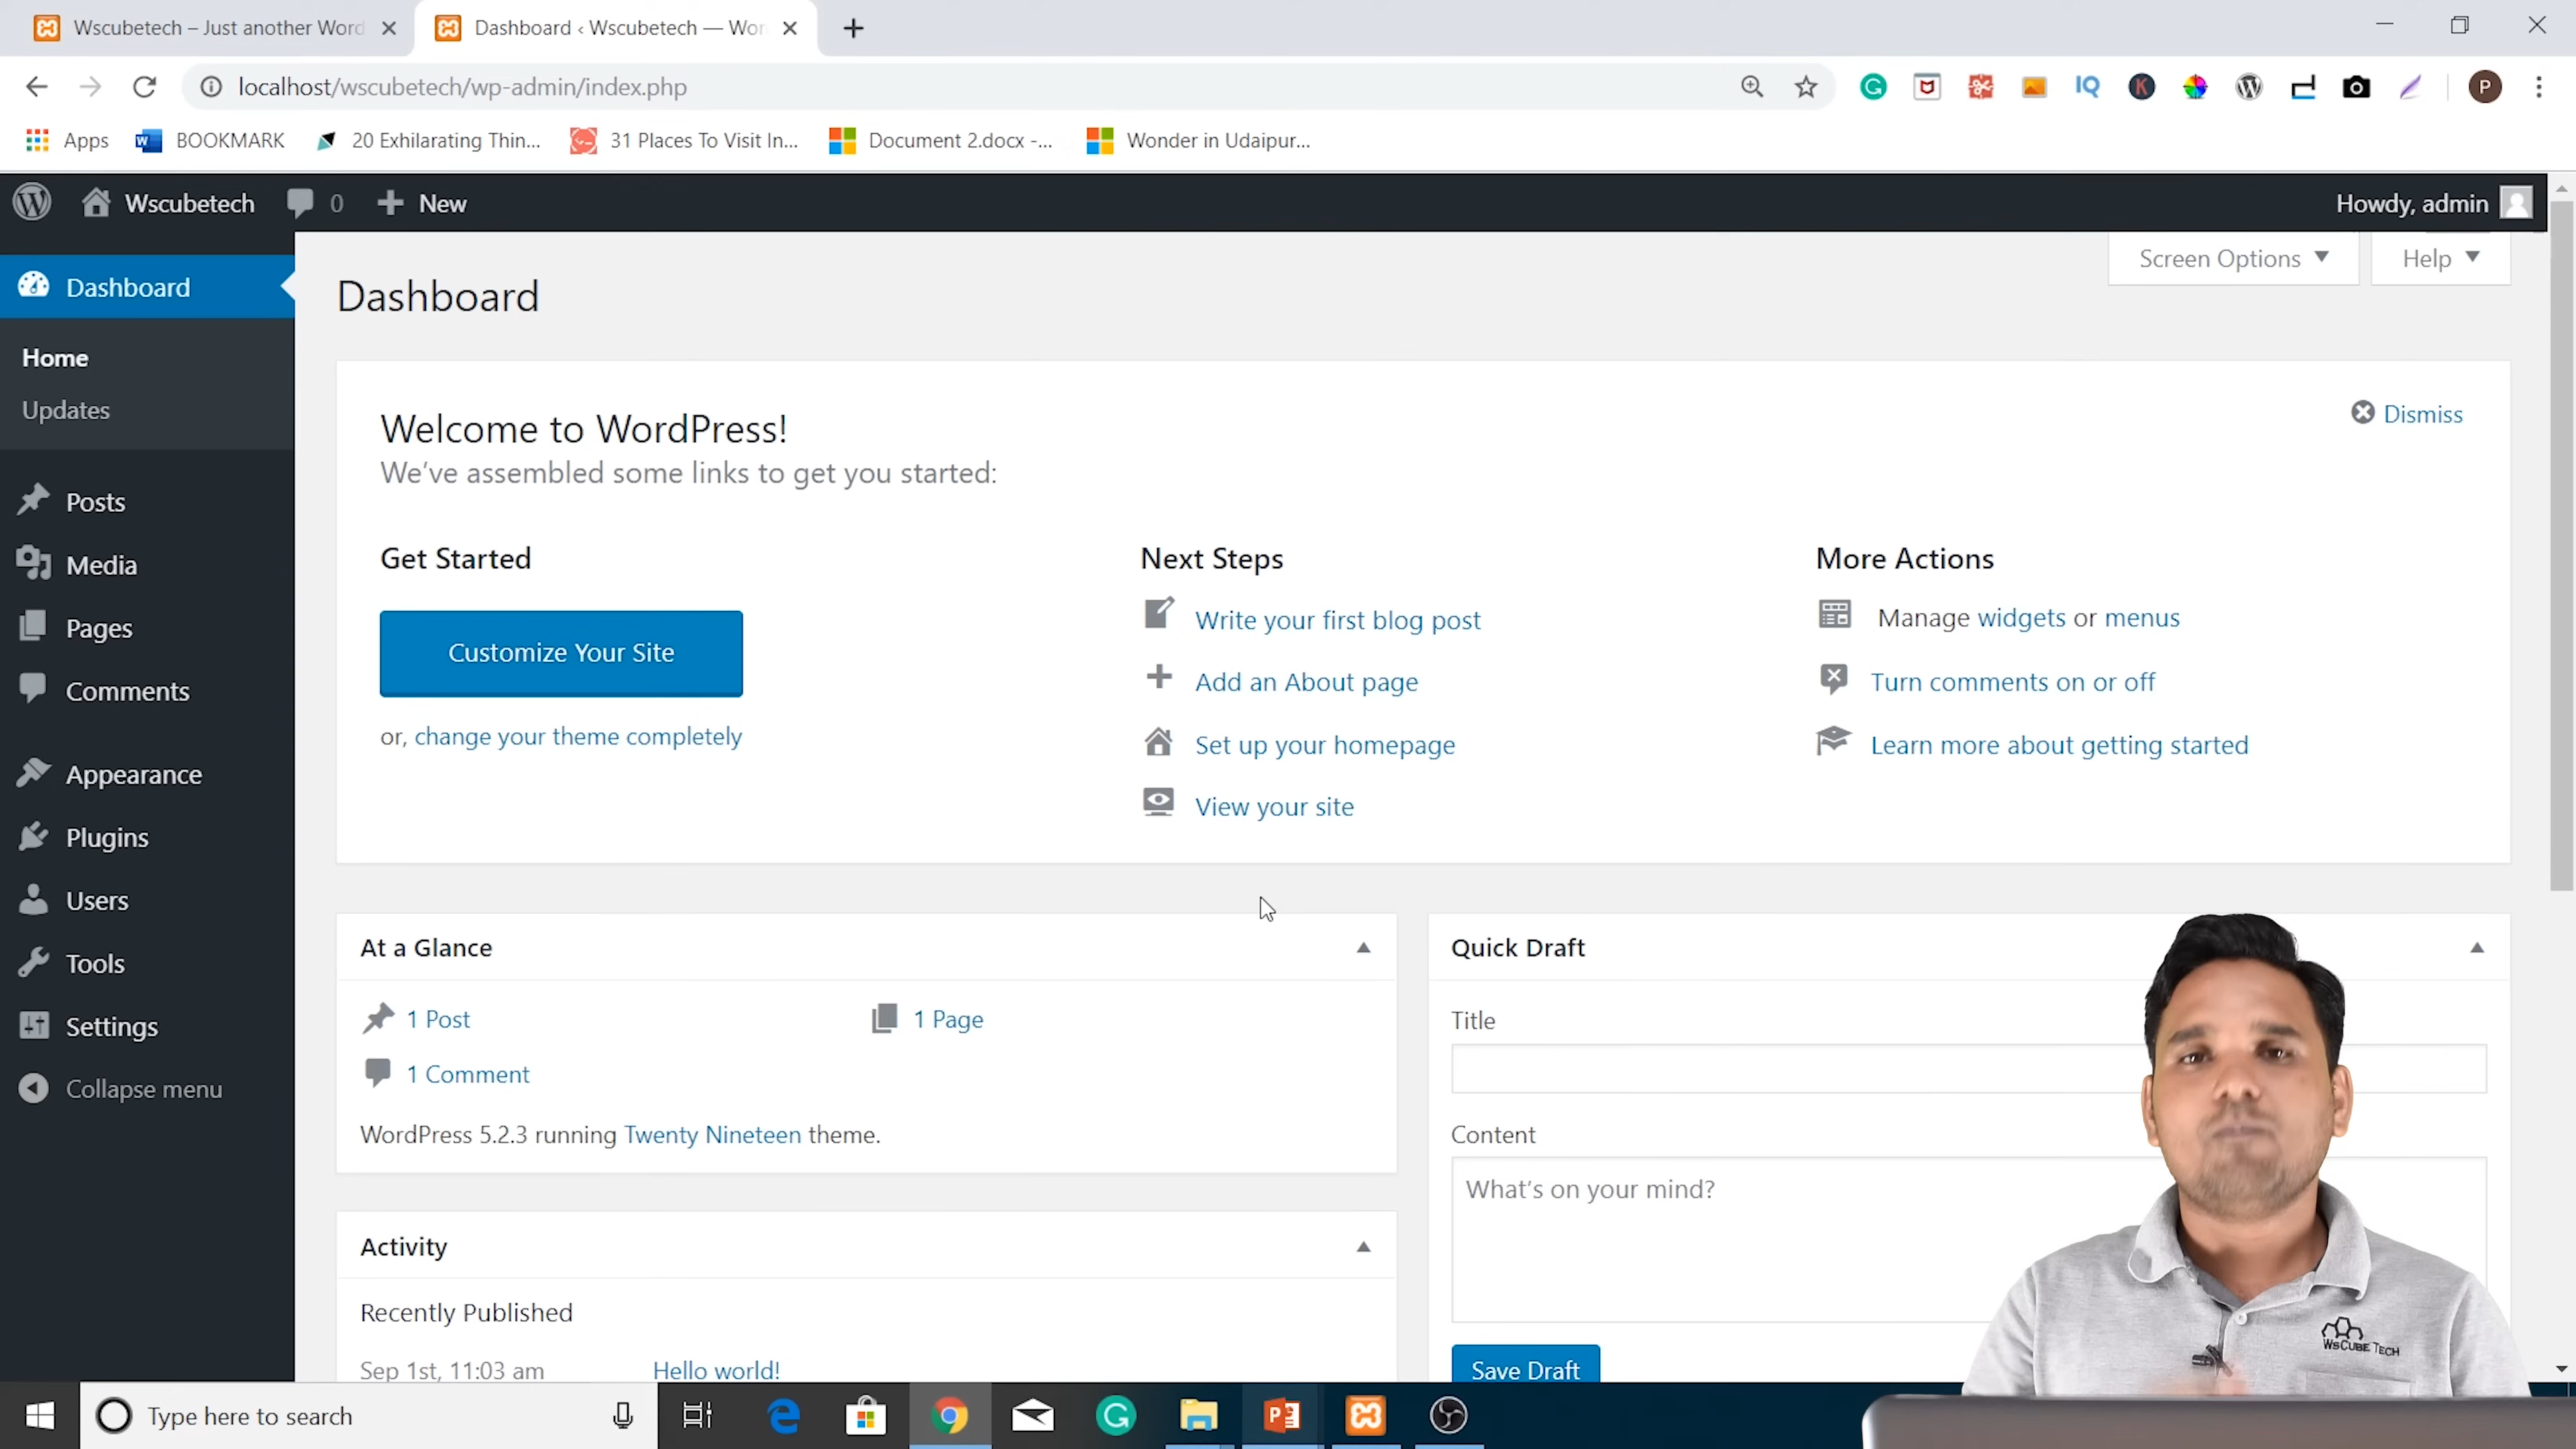 Wscubetech – Just another Word
Dashboard ‹ Wscubetech — Wor
localhost/wscubetech/wp-admin/index.php
Apps
BOOKMARK
20 Exhilarating Thin...
31 Places To Visit In...
Document 2.docx -...
Wonder in Udaipur...
Wscubetech
0
New
Howdy, admin
Screen Options
Help
Dashboard
Home
Updates
Posts
Media
Pages
Comments
Appearance
Plugins
Users
Tools
Settings
Collapse menu
Dashboard
Welcome to WordPress!
We've assembled some links to get you started:
Dismiss
Get Started
Customize Your Site
or, change your theme completely
Next Steps
Write your first blog post
Add an About page
Set up your homepage
View your site
More Actions
Manage widgets or menus
Turn comments on or off
Learn more about getting started
At a Glance
1 Post
1 Page
1 Comment
WordPress 5.2.3 running Twenty Nineteen theme.
Activity
Recently Published
Sep 1st, 11:03 am
Hello world!
Quick Draft
Title
Content
What's on your mind?
Save Draft
WsCube Tech
Type here to search